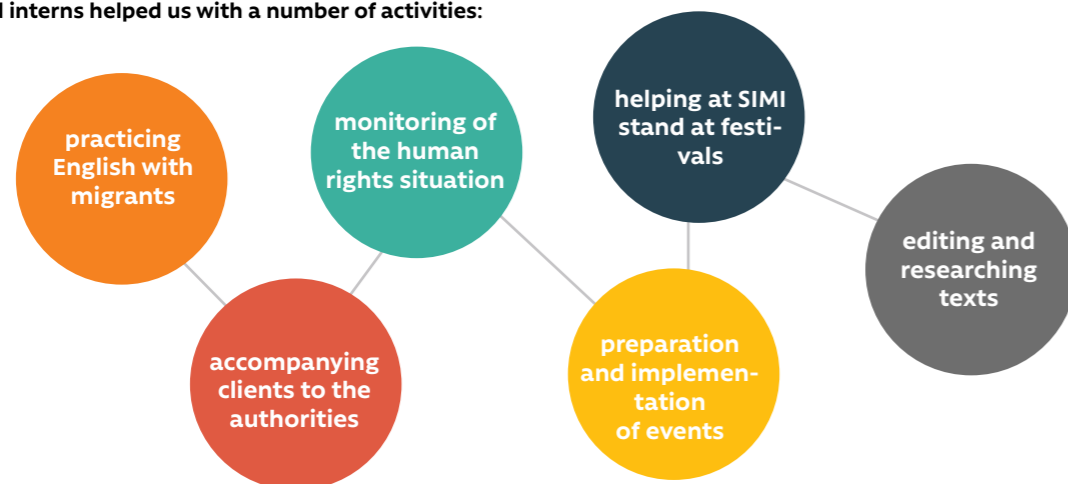 interns helped us with a number of activities:
practicing
English with
migrants
accompanying
clients to the
authorities
monitoring of
the human
rights situation
preparation
and implemen-
tation
of events
helping at SIMI
stand at festi-
vals
editing and
researching
texts